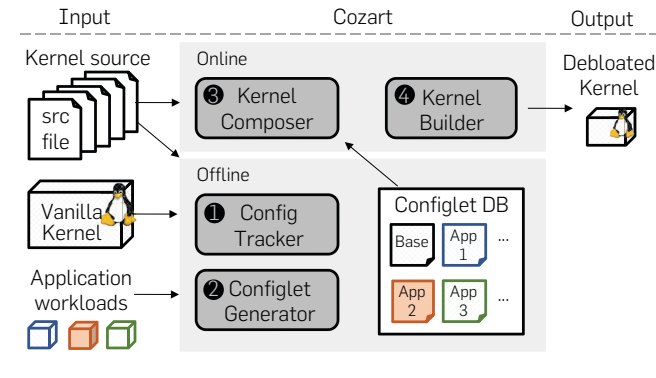 Input
Cozart
Output
Kernel source
src
file
Vanilla
Kernel
Application
workloads
Online
❸ Kernel
Composer
❹ Kernel
Builder
Offline
❶ Config
Tracker
❷ Configlet
Generator
Configlet DB
Base
App
1
...
App
2
App
3
...
Debloated
Kernel